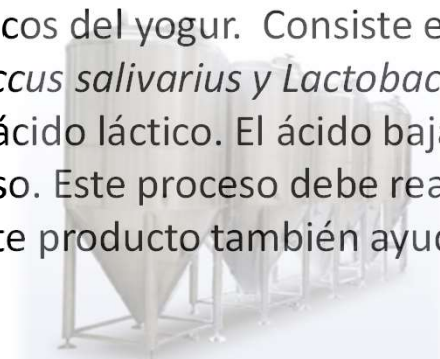 cos del yogur. Consiste e
ccus salivarius y Lactobac
ácido láctico. El ácido baja
so. Este proceso debe rea
te producto también ayud